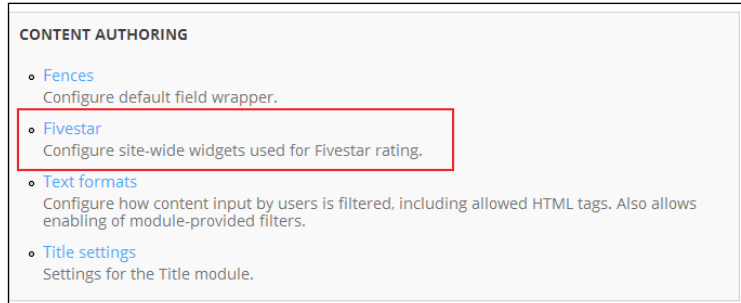 CONTENT AUTHORING
Fences
Configure default field wrapper.
Fivestar
Configure site-wide widgets used for Fivestar rating.
Text formats
Configure how content input by users is filtered, including allowed HTML tags. Also allows
enabling of module-provided filters.
Title settings
Settings for the Title module.